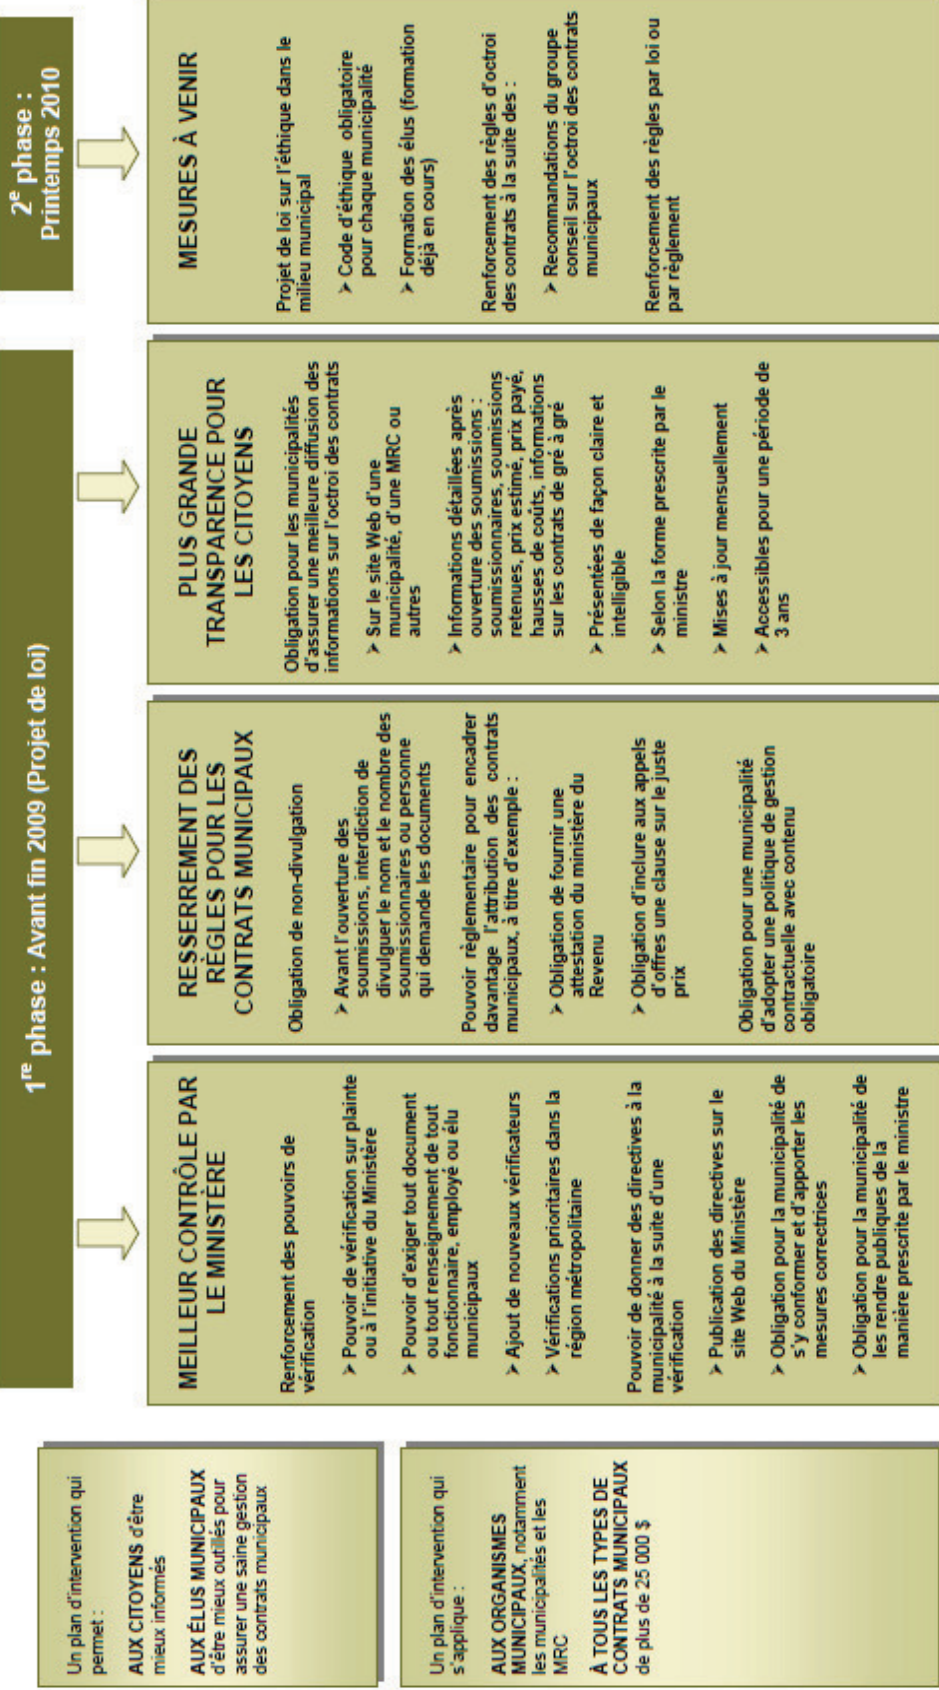 Un plan d'intervention qui
permet :
AUX CITOYENS d'être
mieux informés
AUX ÉLUS MUNICIPAUX
d'être mieux outillés pour
assurer une saine gestion
des contrats municipaux
Un plan d'intervention qui
s'applique :
AUX ORGANISMES
MUNICIPAUX, notamment
les municipalités et les
MRC
À TOUS LES TYPES DE
CONTRATS MUNICIPAUX
de plus de 25 000 $
1re phase : Avant fin 2009 (Projet de loi)
MEILLEUR CONTRÔLE PAR
LE MINISTÈRE
Renforcement des pouvoirs de
vérification
➢ Pouvoir de vérification sur plainte
ou à l'initiative du Ministère
➢ Pouvoir d'exiger tout document
ou tout renseignement de tout
fonctionnaire, employé ou élu
municipaux
➢ Ajout de nouveaux vérificateurs
➢ Vérifications prioritaires dans la
région métropolitaine
Pouvoir de donner des directives à la
municipalité à la suite d'une
vérification
➢ Publication des directives sur le
site Web du Ministère
➢ Obligation pour la municipalité de
s'y conformer et d'apporter les
mesures correctrices
➢ Obligation pour la municipalité de
les rendre publiques de la
manière prescrite par le ministre
RESSERREMENT DES
RÈGLES POUR LES
CONTRATS MUNICIPAUX
Obligation de non-divulgation
➢ Avant l'ouverture des
soumissions, interdiction de
divulguer le nom et le nombre des
soumissionnaires ou personne
qui demande les documents
Pouvoir règlementaire pour encadrer
davantage l'attribution des contrats
municipaux, à titre d'exemple :
➢ Obligation de fournir une
attestation du ministère du
Revenu
➢ Obligation d'inclure aux appels
d'offres une clause sur le juste
prix
Obligation pour une municipalité
d'adopter une politique de gestion
contractuelle avec contenu
obligatoire
PLUS GRANDE
TRANSPARENCE POUR
LES CITOYENS
Obligation pour les municipalités
d'assurer une meilleure diffusion des
informations sur l'octroi des contrats
➢ Sur le site Web d'une
municipalité, d'une MRC ou
autres
➢ Informations détaillées après
ouverture des soumissions :
soumissionnaires, soumissions
retenues, prix estimé, prix payé,
hausses de coûts, informations
sur les contrats de gré à gré
➢ Présentées de façon claire et
intelligible
➢ Selon la forme prescrite par le
ministre
➢ Mises à jour mensuellement
➢ Accessibles pour une période de
3 ans
2e phase :
Printemps 2010
MESURES À VENIR
Projet de loi sur l'éthique dans le
milieu municipal
➢ Code d'éthique obligatoire
pour chaque municipalité
➢ Formation des élus (formation
déjà en cours)
Renforcement des règles d'octroi
des contrats à la suite des :
➢ Recommandations du groupe
conseil sur l'octroi des contrats
municipaux
Renforcement des règles par loi ou
par règlement